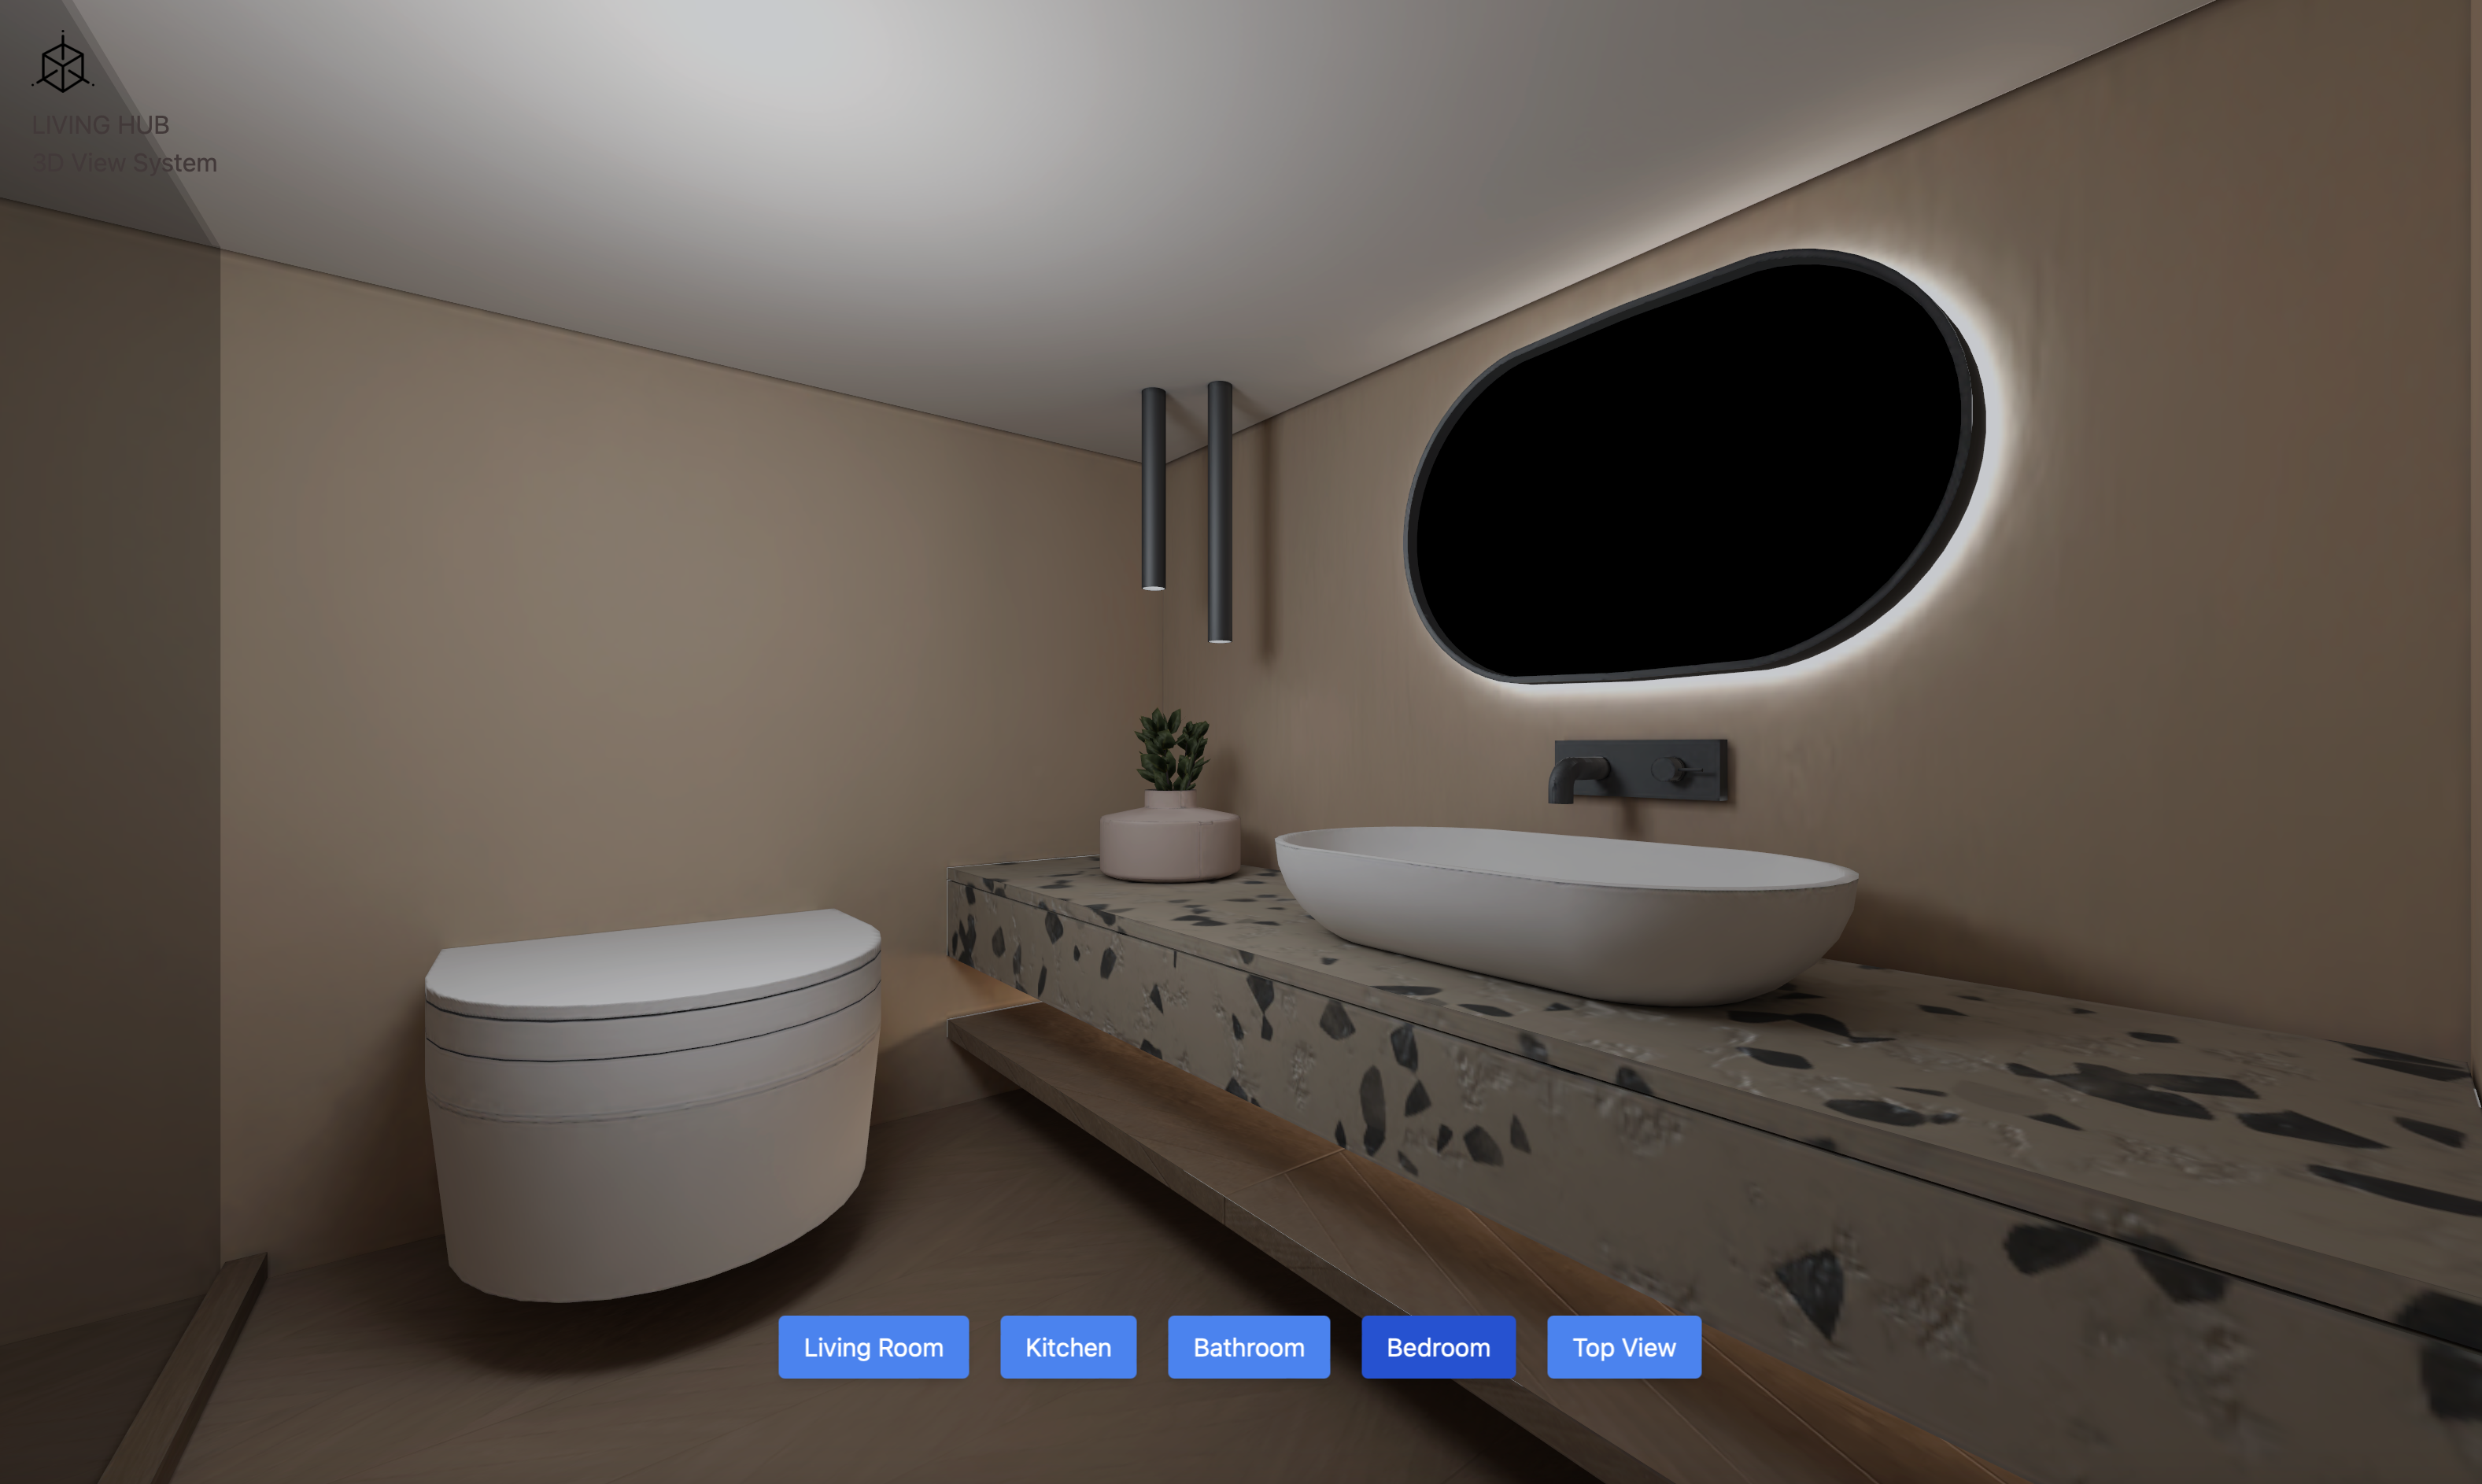 LIVING HUB
3D View System
Living Room
Kitchen
Bathroom
Bedroom
Top View